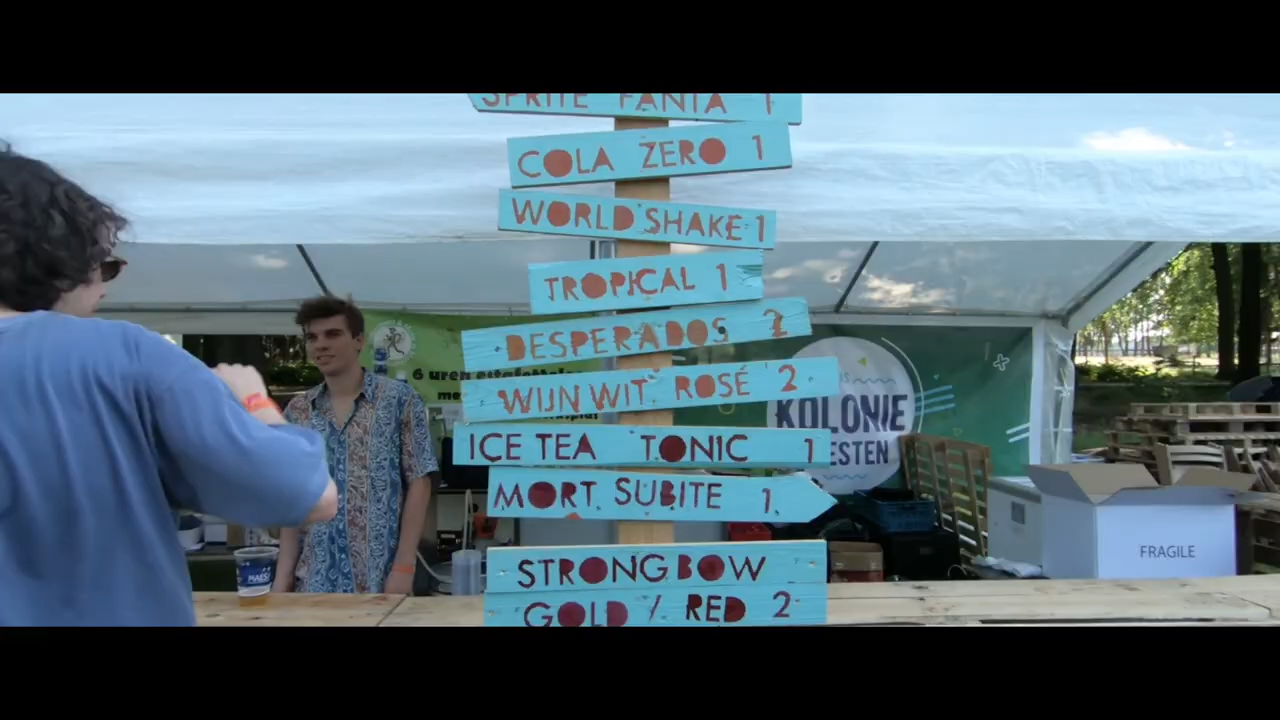 SPRITE FANTA 1
COLA ZERO 1
WORLD SHAKE 1
TROPICAL 1
DESPERADOS 2
WIJN WIT. ROSÉ 2
ICE TEA TONIC 1
MORT SUBITE 1.
STRONGBOW
GOLD / RED 2
6 uren
KOLONIE
MAES
FRAGILE